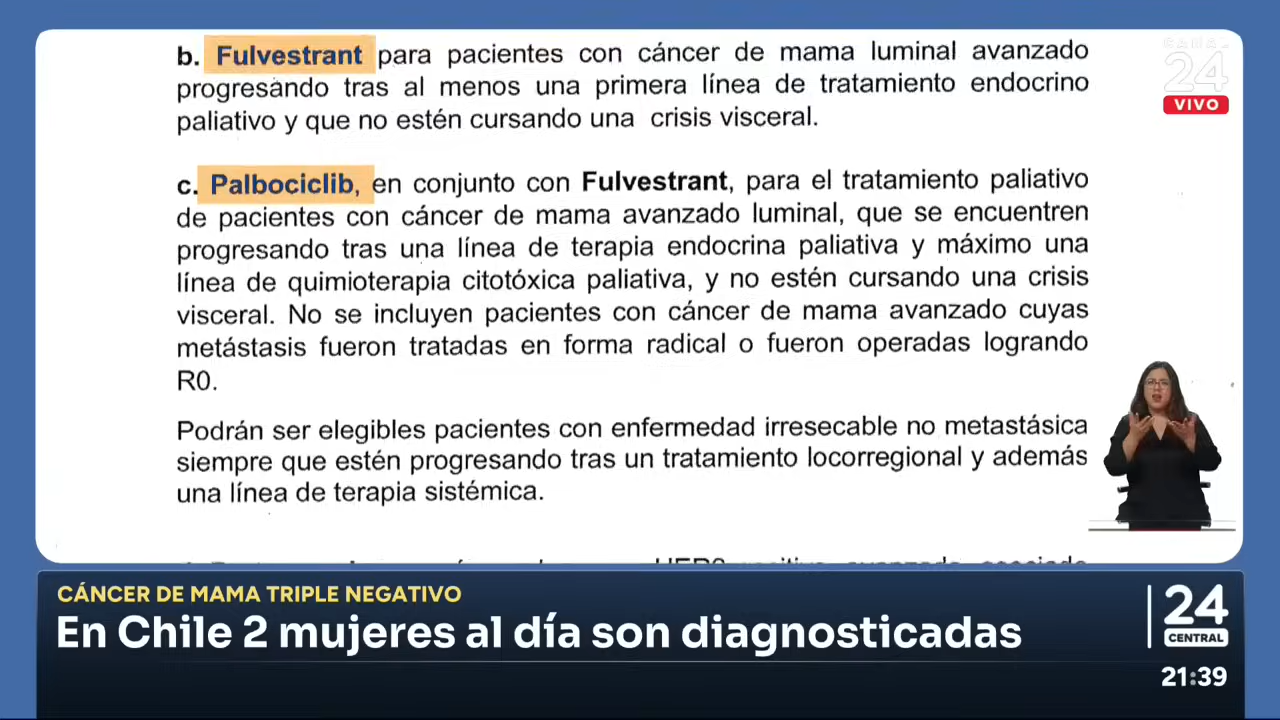 b. Fulvestrant para pacientes con cáncer de mama luminal avanzado
progresando tras al menos una primera línea de tratamiento endocrino
paliativo y que no estén cursando una crisis visceral.
c. Palbociclib, en conjunto con Fulvestrant, para el tratamiento paliativo
de pacientes con cáncer de mama avanzado luminal, que se encuentren
progresando tras una línea de terapia endocrina paliativa y máximo una
línea de quimioterapia citotóxica paliativa, y no estén cursando una crisis
visceral. No se incluyen pacientes con cáncer de mama avanzado cuyas
metástasis fueron tratadas en forma radical o fueron operadas logrando
R0.
Podrán ser elegibles pacientes con enfermedad irresecable no metastásica
siempre que estén progresando tras un tratamiento locorregional y además
una línea de terapia sistémica.
CANAL
24
VIVO
CÁNCER DE MAMA TRIPLE NEGATIVO
En Chile 2 mujeres al día son diagnosticadas
24
CENTRAL
21:39